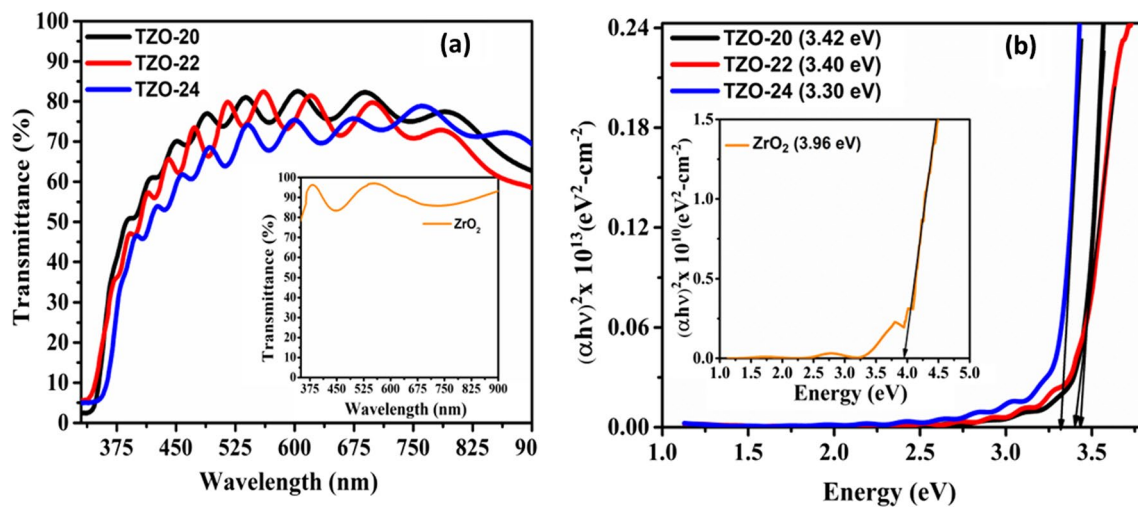 (a)
TZO-20
TZO-22
TZO-24
Transmittance (%)
100
90
80
70
60
50
40
30
20
10
5
0
375 450 525 600 675 750 825 90
Wavelength (nm)
Transmittance (%)
100
90
80
70
60
50
40
30
20
10
0
ZrO₂
375 450 525 600 675 750 900
Wavelength (nm)
(b)
TZO-20 (3.42 eV)
TZO-22 (3.40 eV)
TZO-24 (3.30 eV)
(αhν)²x 10¹³(eV²-cm⁻²)
0.24
0.18
0.12
0.06
0.00
1.0 1.5 2.0 2.5 3.0 3.5
Energy (eV)
ZrO₂ (3.96 eV)
(αhν)²x 10¹⁰(eV²-cm⁻²)
1.5
1.0
0.5
0.0
1.0 1.5 2.0 2.5 3.0 3.5 4.0 4.5 5.0
Energy (eV)